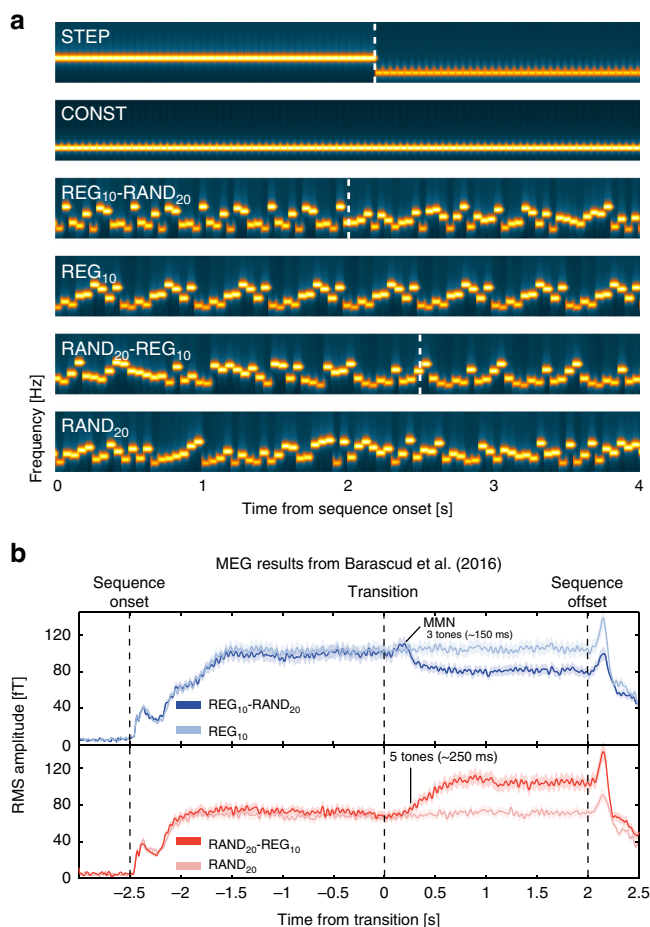 a
STEP
CONST
REG10-RAND20
REG10
RAND20-REG10
RAND20
Frequency [Hz]
0 1 2 3 4
Time from sequence onset [s]
b
MEG results from Barascud et al. (2016)
Sequence onset
Transition
Sequence offset
MMN
3 tones (~150 ms)
120
80
40
0
REG10-RAND20
REG10
RMS amplitude [fT]
5 tones (~250 ms)
120
80
40
0
RAND20-REG10
RAND20
–2.5 –2 –1.5 –1 –0.5 0 0.5 1 1.5 2 2.5
Time from transition [s]